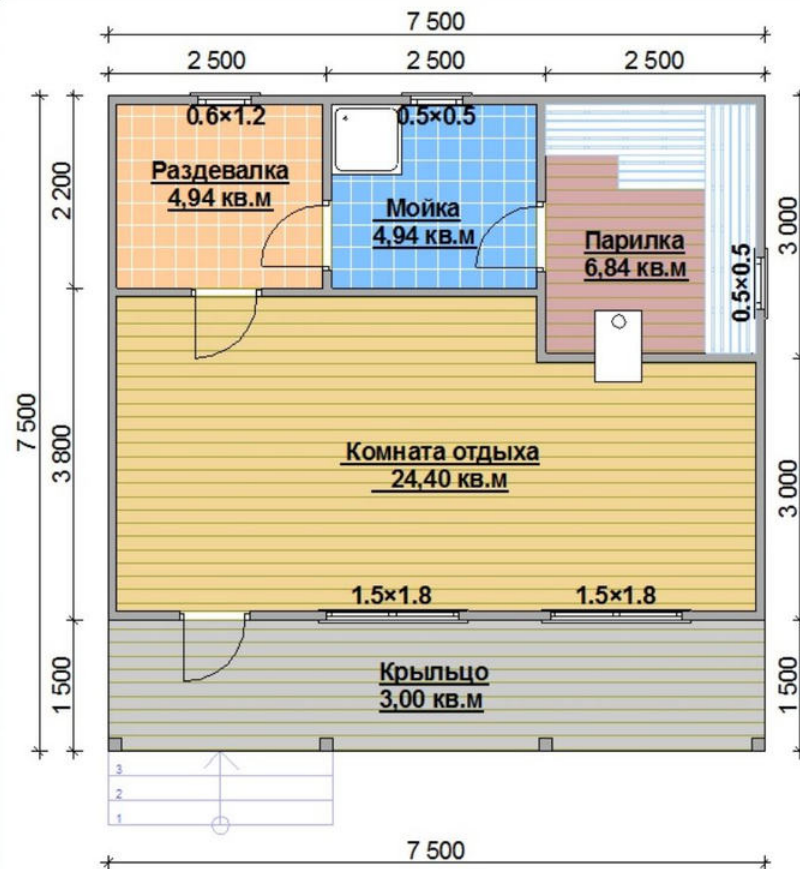 7 500
2 500 2 500 2 500
0.6×1.2
0.5×0.5
Раздевалка
4,94 кв.м
Мойка
4,94 кв.м
Парилка
6,84 кв.м
0.5×0.5
2 200
3 000
7 500
3 800
Комната отдыха
24,40 кв.м
3 000
1.5×1.8
1.5×1.8
Крыльцо
3,00 кв.м
1 500
1 500
3
2
1
7 500